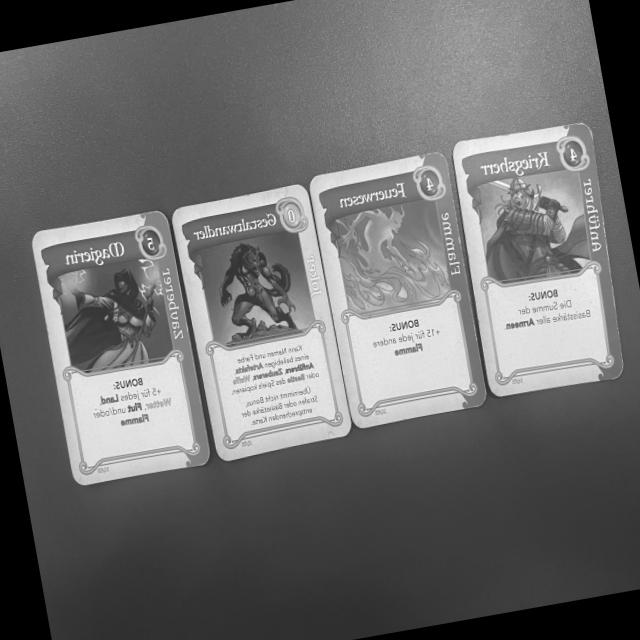 5
Magierin
Zauberer
BONUS:
+5 für jedes Land,
Wetter, Flut und/oder
Flamme
0
Gestaltwandler
Joker
Kann Namen und Farbe
eines beliebigen Artefakts,
Anführers, Zauberers, Waffe
oder Bestie des Spiels kopieren.
Übernimmt nicht Bonus,
Strafen oder Basisstärke der
entsprechenden Karte.
4
Feuerwesen
Flamme
BONUS:
+15 für jede andere
Flamme
4
Kriegsherr
Anführer
BONUS:
Die Summe der
Basisstärke aller Armeen.